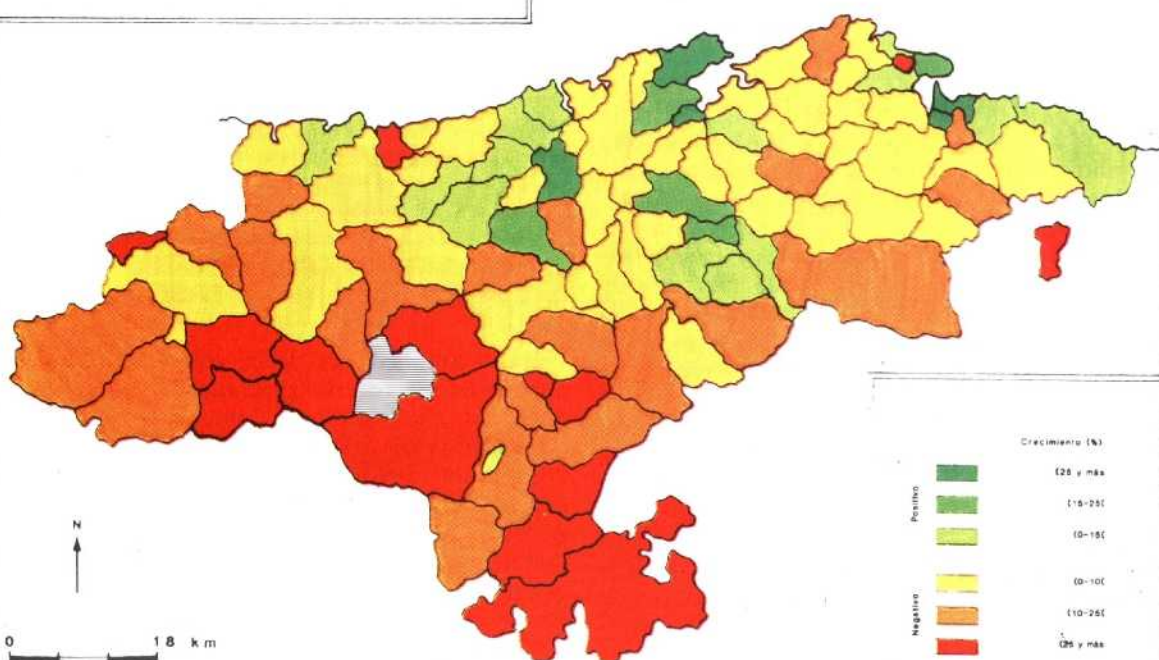 Crecimiento (%)
Positivo
(25 y más
(15-25(
(0-15(
Negativo
(0-10(
(10-25(
(25 y más
N
0 18 km